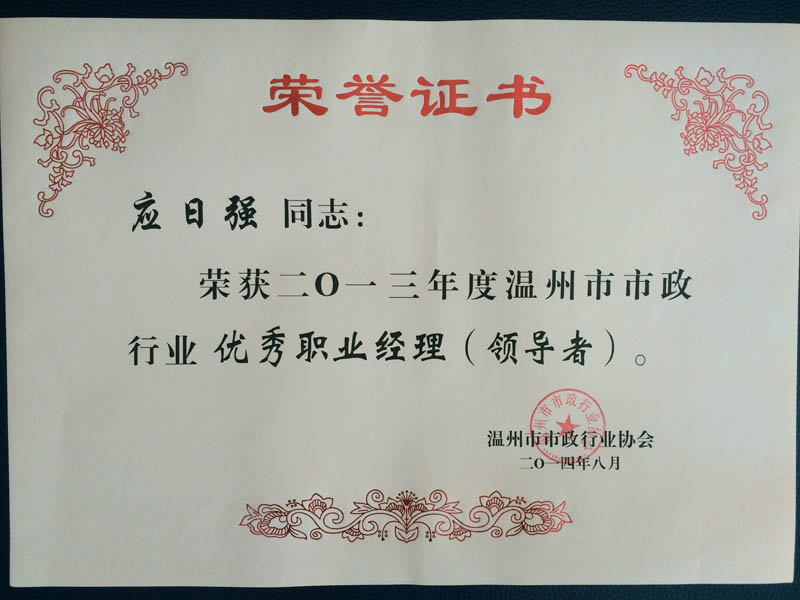 荣誉证书
应日强 同志：
荣获二O一三年度温州市市政
行业 优秀职业经理（领导者）。
温州市市政行业协会
二O一四年八月